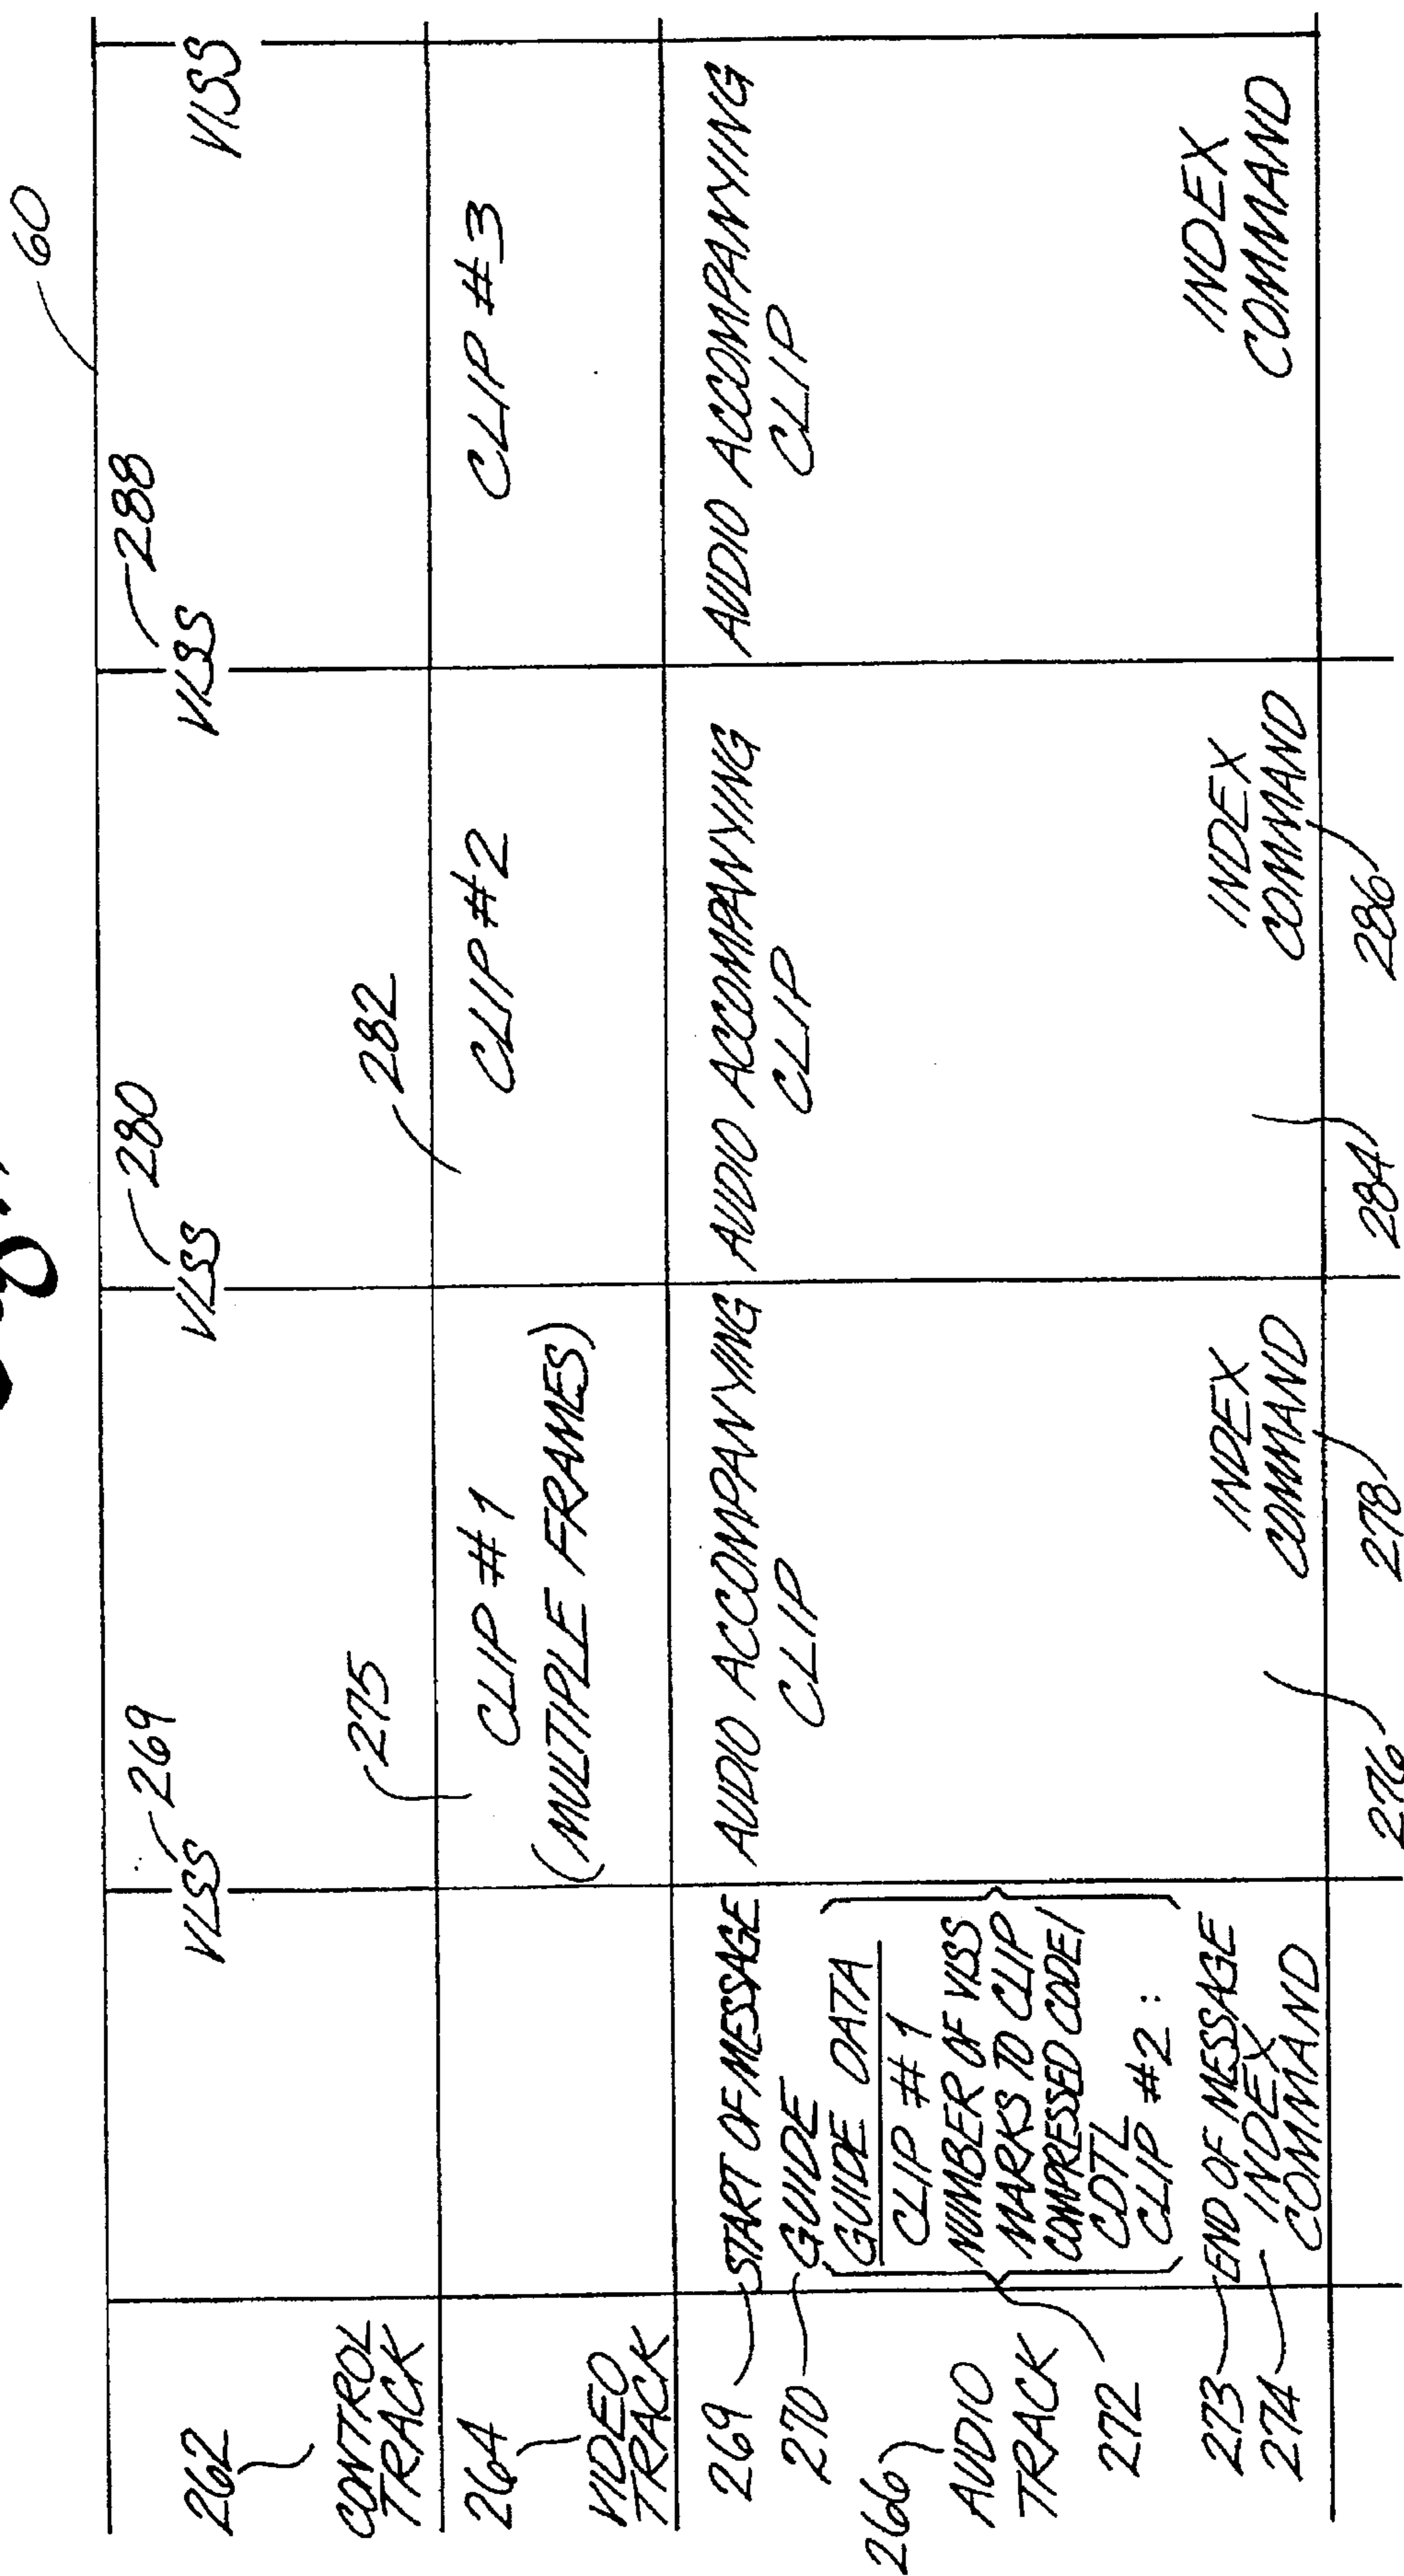 60
VISS 269
VISS 280
VISS 288
VISS
262
CONTROL
TRACK
275
282
264
VIDEO
TRACK
CLIP #1
(MULTIPLE FRAMES)
CLIP #2
CLIP #3
269
START OF MESSAGE
270
GUIDE
GUIDE DATA
CLIP #1
NUMBER OF VISS
MARKS TO CLIP
COMPRESSED CODE/
CDTL
CLIP #2 :
266
AUDIO
TRACK
272
273
END OF MESSAGE
274
INDEX
COMMAND
AUDIO ACCOMPANYING
CLIP
INDEX
COMMAND
276
278
AUDIO ACCOMPANYING
CLIP
INDEX
COMMAND
284
286
AUDIO ACCOMPANYING
CLIP
INDEX
COMMAND